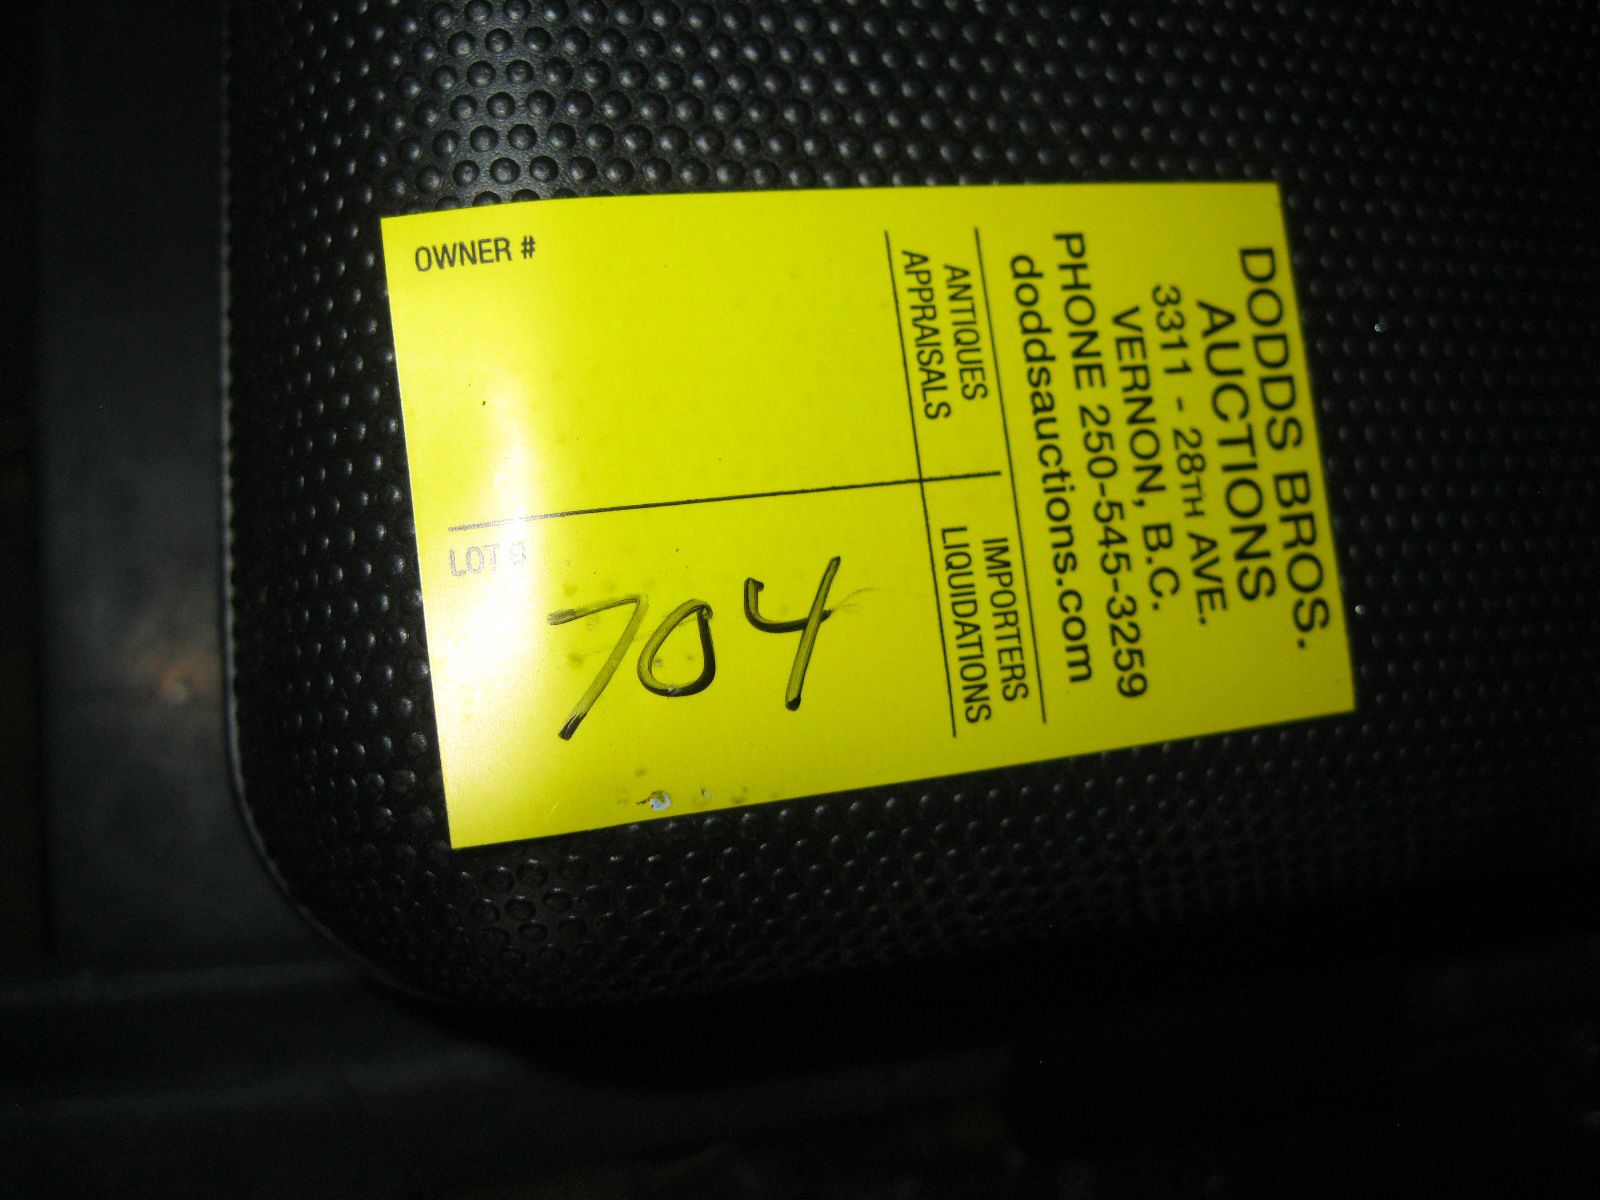 DODDS BROS.
AUCTIONS
3311 - 28TH AVE.
VERNON, B.C.
PHONE 250-545-3259
doddsauctions.com
ANTIQUES
APPRAISALS
IMPORTERS
LIQUIDATIONS
OWNER #
LOT #
704